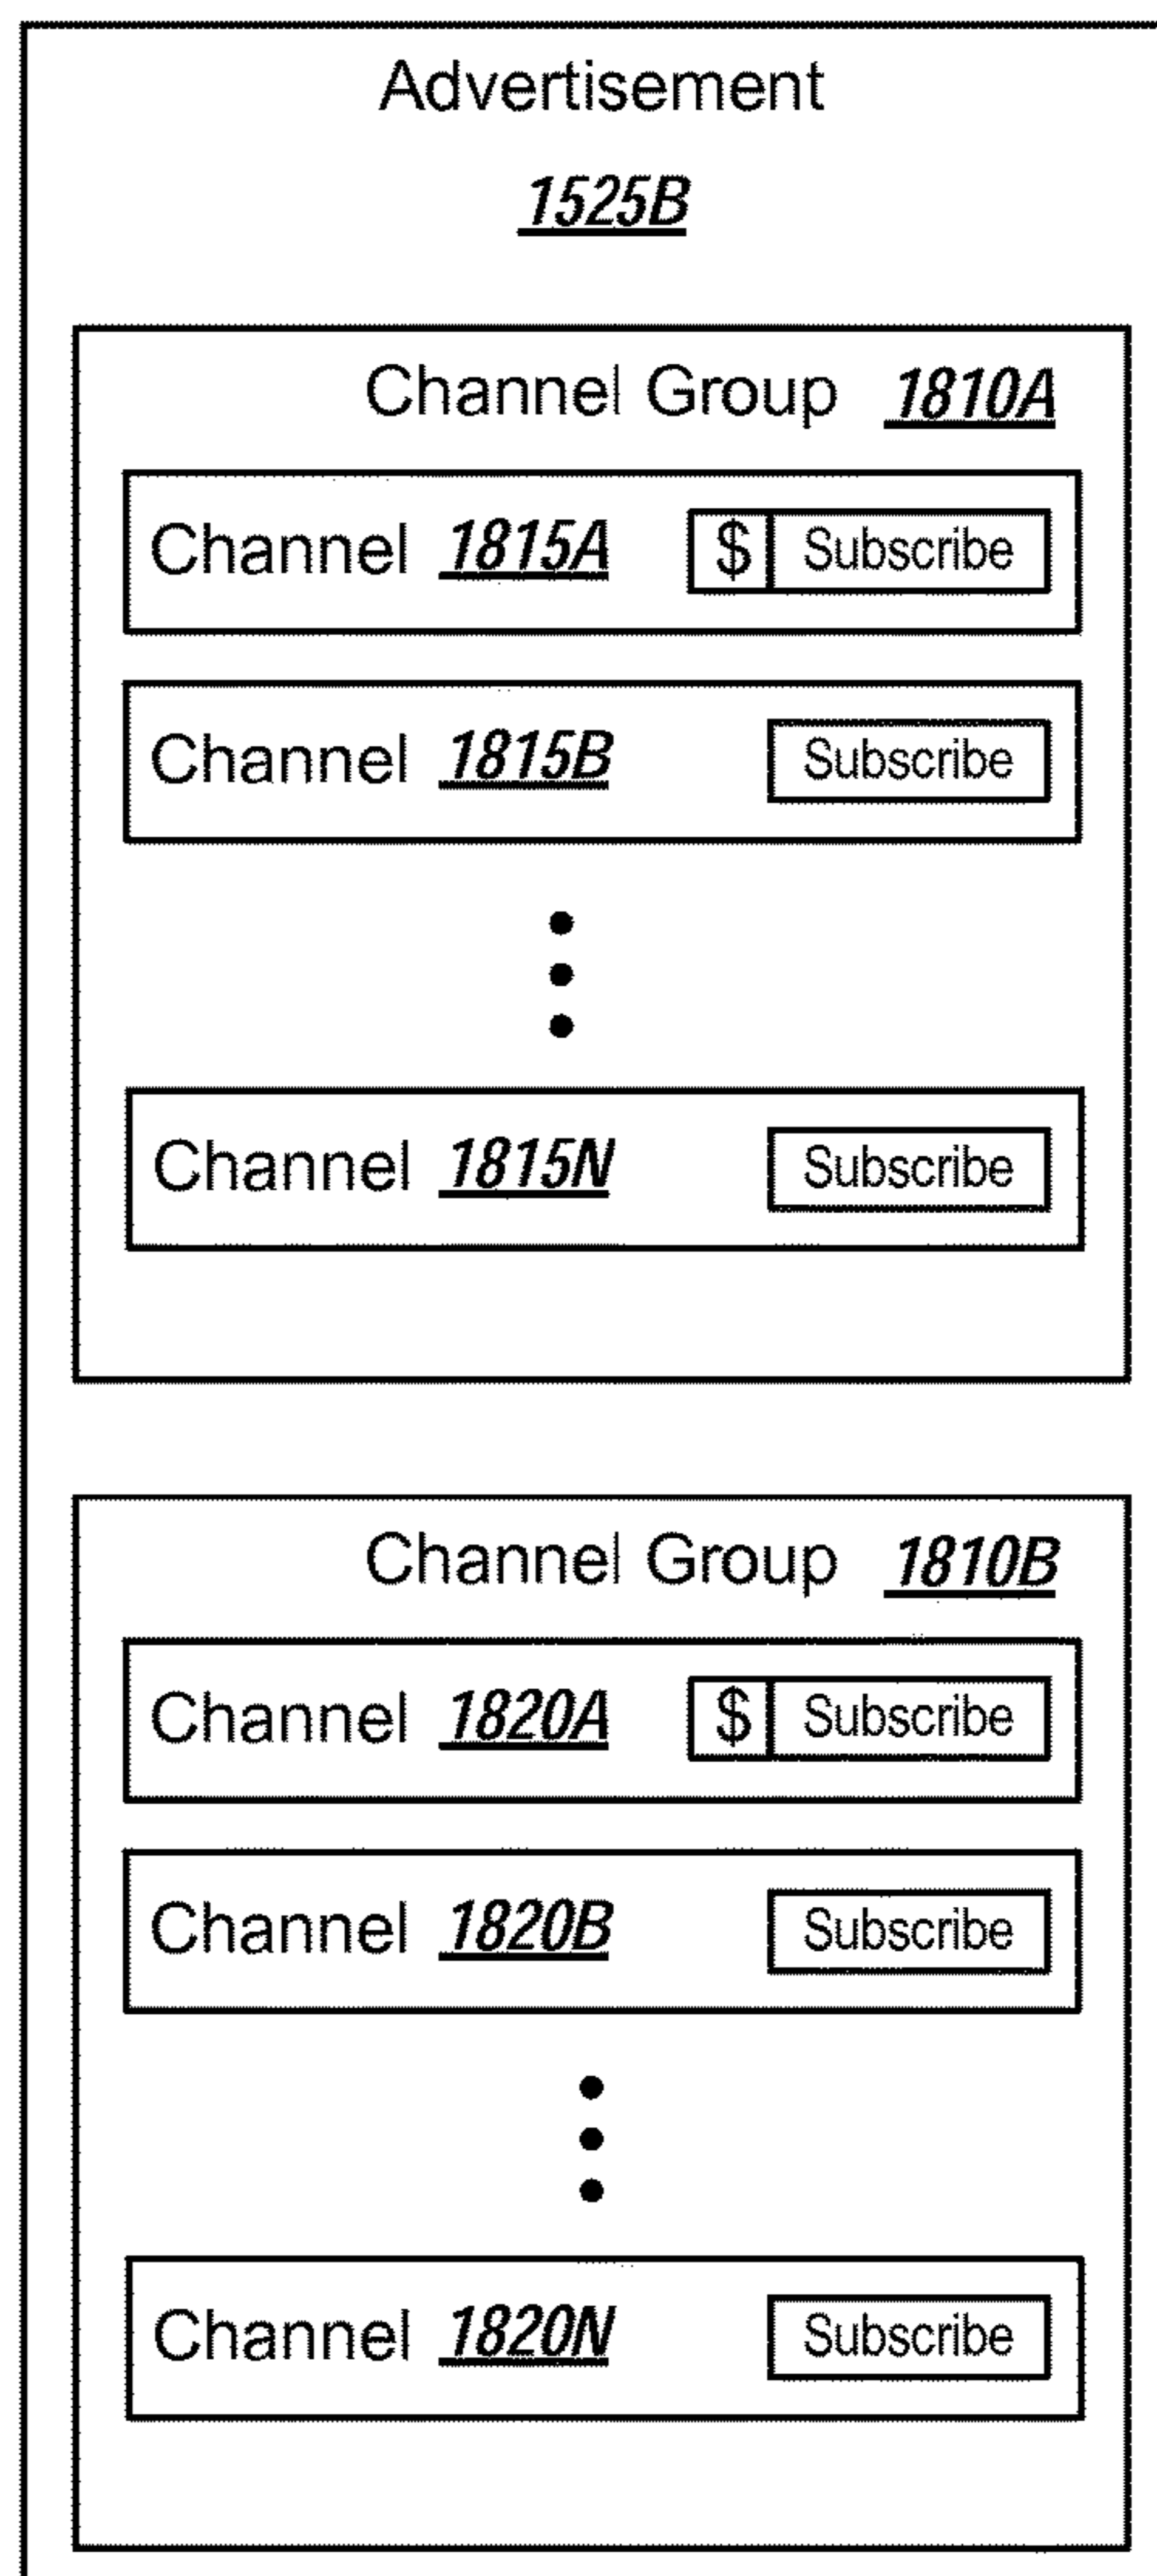 Advertisement
1525B
Channel Group 1810A
Channel 1815A $ Subscribe
Channel 1815B Subscribe
Channel 1815N Subscribe
Channel Group 1810B
Channel 1820A $ Subscribe
Channel 1820B Subscribe
Channel 1820N Subscribe